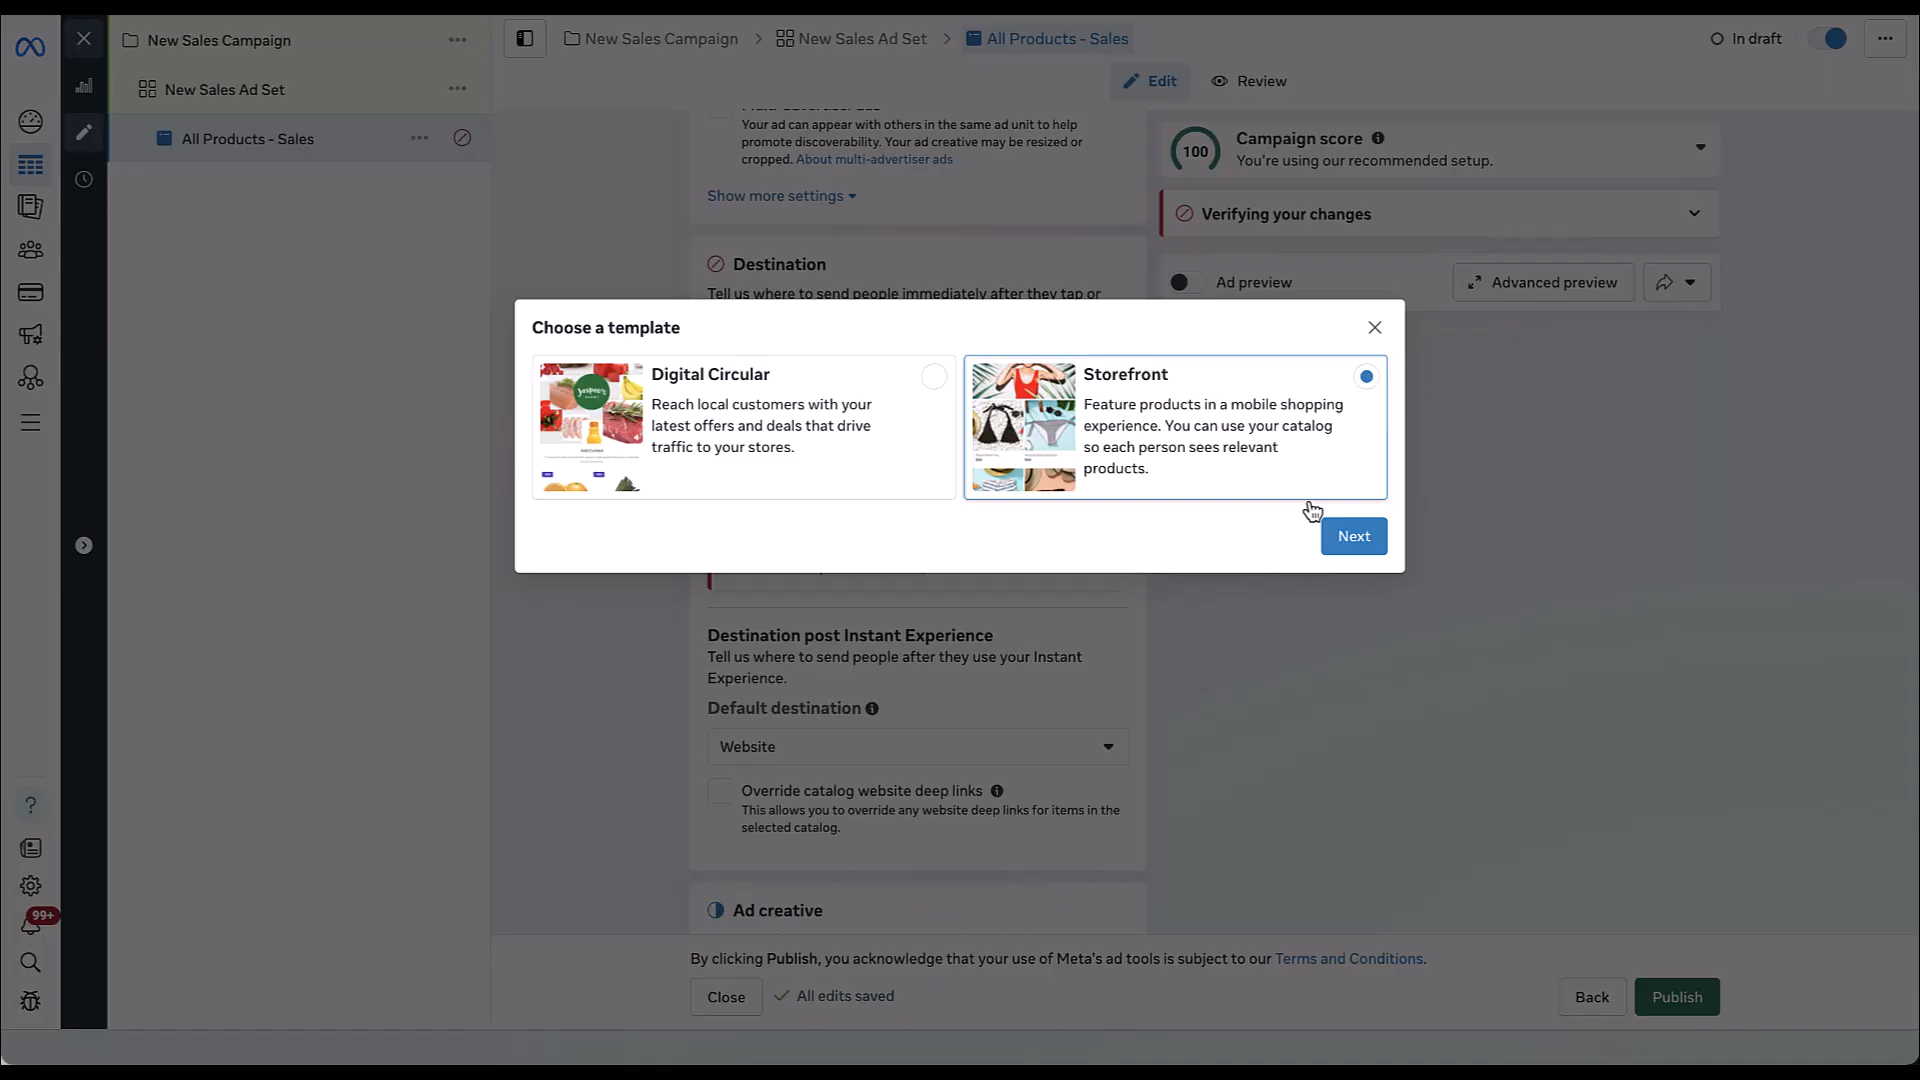 New Sales Campaign
New Sales Ad Set
All Products - Sales
New Sales Campaign
New Sales Ad Set
All Products - Sales
In draft
Edit
Review
Your ad can appear with others in the same ad unit to help
promote discoverability. Your ad creative may be resized or
cropped. About multi-advertiser ads
Show more settings
Destination
Tell us where to send people immediately after they tap or
100
Campaign score
You're using our recommended setup.
Verifying your changes
Ad preview
Advanced preview
Choose a template
Digital Circular
Reach local customers with your
latest offers and deals that drive
traffic to your stores.
Storefront
Feature products in a mobile shopping
experience. You can use your catalog
so each person sees relevant
products.
Next
Destination post Instant Experience
Tell us where to send people after they use your Instant
Experience.
Default destination
Website
Override catalog website deep links
This allows you to override any website deep links for items in the
selected catalog.
Ad creative
By clicking Publish, you acknowledge that your use of Meta's ad tools is subject to our Terms and Conditions.
Close
All edits saved
Back
Publish
99+